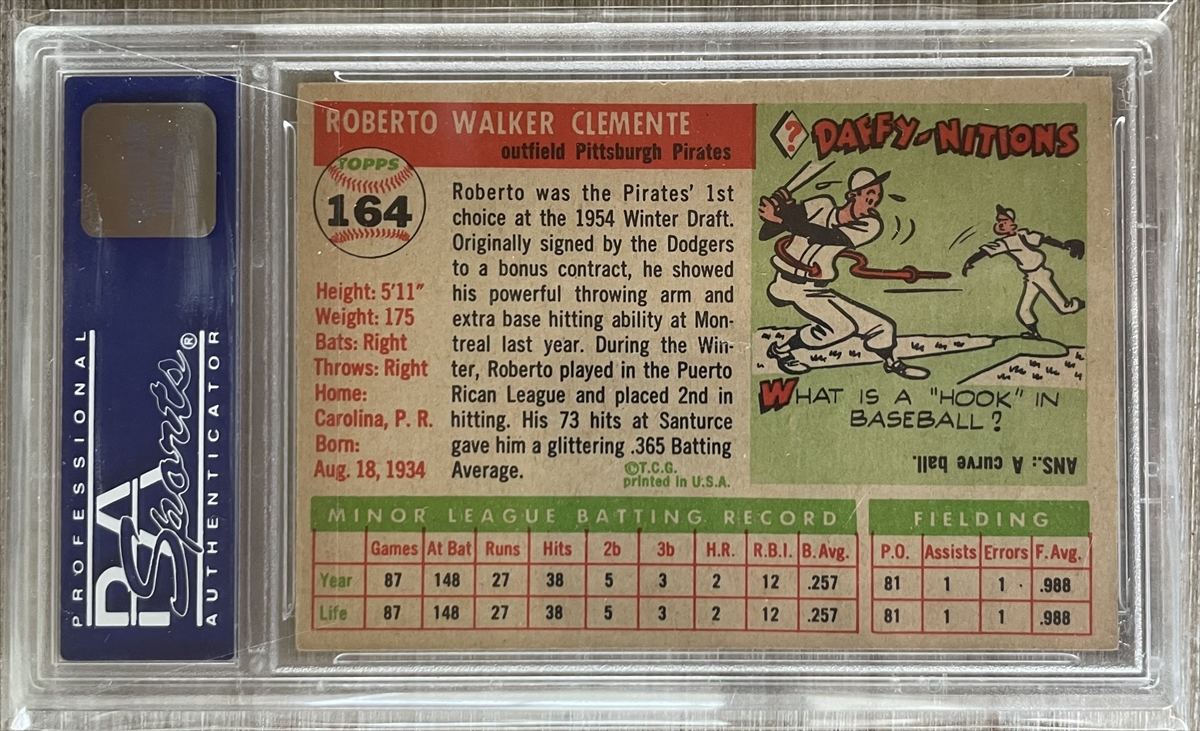 PROFESSIONAL
PSA
Sports®
AUTHENTICATOR
ROBERTO WALKER CLEMENTE
outfield Pittsburgh Pirates
TOPPS
164
Height: 5'11"
Weight: 175
Bats: Right
Throws: Right
Home:
Carolina, P. R.
Born:
Aug. 18, 1934
Roberto was the Pirates' 1st
choice at the 1954 Winter Draft.
Originally signed by the Dodgers
to a bonus contract, he showed
his powerful throwing arm and
extra base hitting ability at Mon-
treal last year. During the Win-
ter, Roberto played in the Puerto
Rican League and placed 2nd in
hitting. His 73 hits at Santurce
gave him a glittering .365 Batting
Average.
©T.C.G.
printed in U.S.A.
? DAFFY-NITIONS
WHAT IS A "HOOK" IN
BASEBALL?
ANS.: A curve ball.
MINOR LEAGUE BATTING RECORD
Games At Bat Runs Hits 2b 3b H.R. R.B.I. B. Avg.
Year 87 148 27 38 5 3 2 12 .257
Life 87 148 27 38 5 3 2 12 .257
FIELDING
P.O. Assists Errors F. Avg.
81 1 1 .988
81 1 1 .988